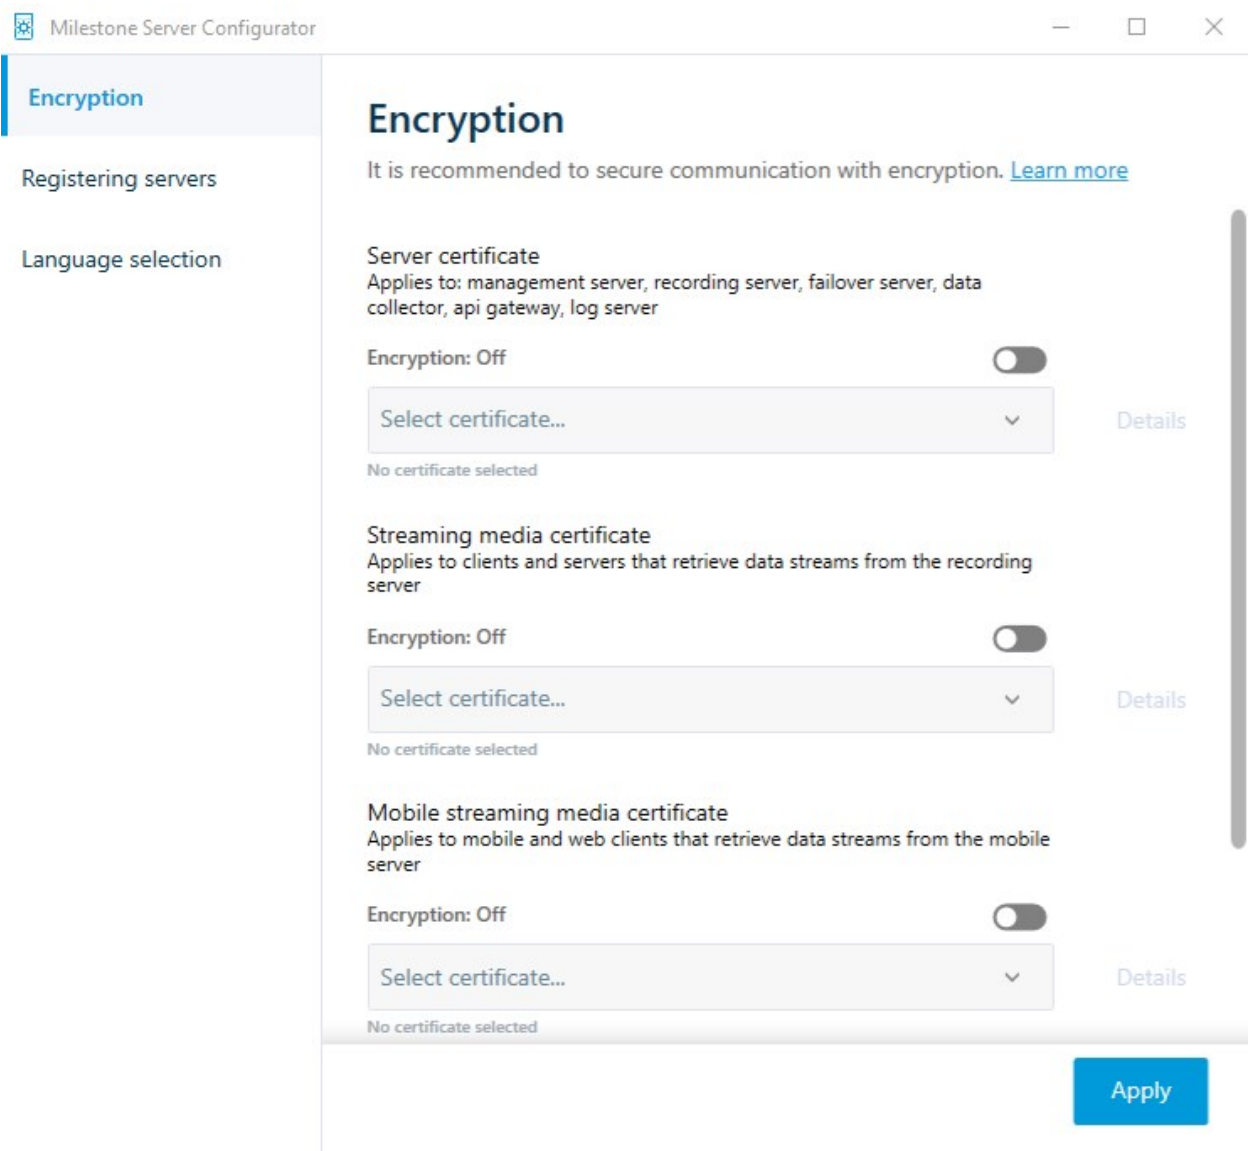 Milestone Server Configurator
Encryption
Registering servers
Language selection
Encryption
It is recommended to secure communication with encryption. Learn more
Server certificate
Applies to: management server, recording server, failover server, data
collector, api gateway, log server
Encryption: Off
Select certificate...
Details
No certificate selected
Streaming media certificate
Applies to clients and servers that retrieve data streams from the recording
server
Encryption: Off
Select certificate...
Details
No certificate selected
Mobile streaming media certificate
Applies to mobile and web clients that retrieve data streams from the mobile
server
Encryption: Off
Select certificate...
Details
No certificate selected
Apply